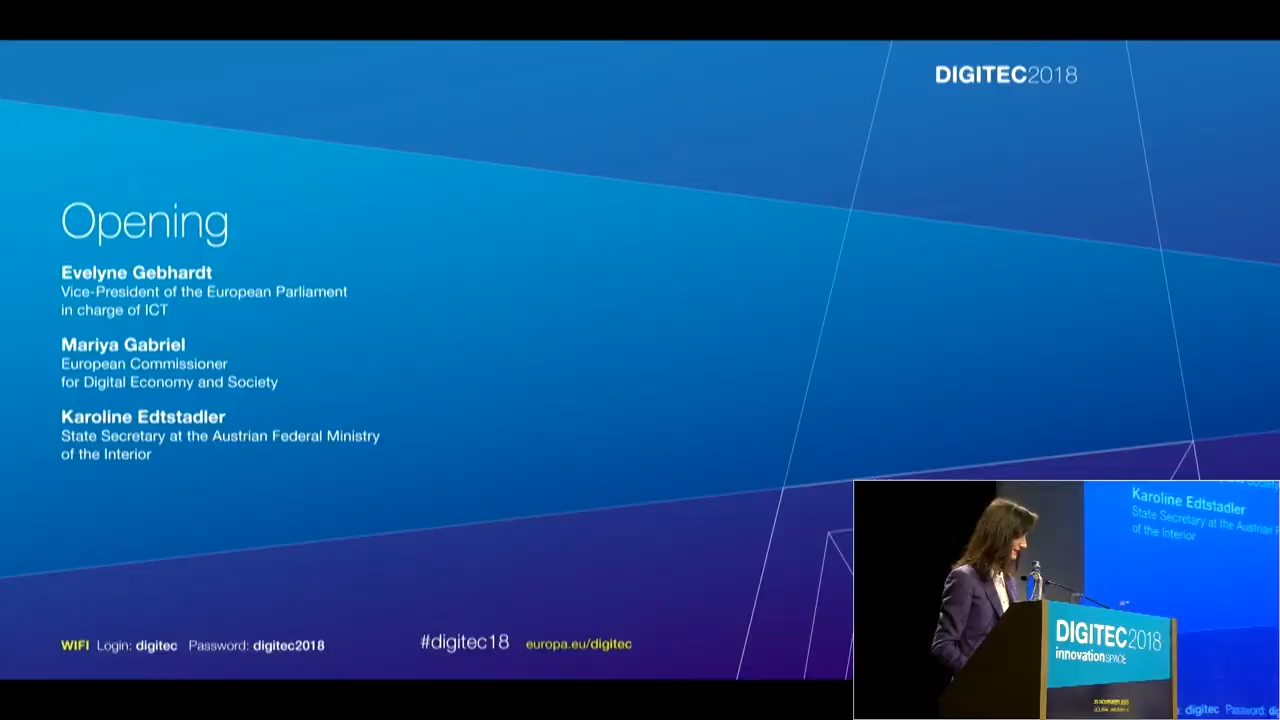 DIGITEC2018
Opening
Evelyne Gebhardt
Vice-President of the European Parliament
in charge of ICT
Mariya Gabriel
European Commissioner
for Digital Economy and Society
Karoline Edtstadler
State Secretary at the Austrian Federal Ministry
of the Interior
WIFI Login: digitec Password: digitec2018
#digitec18
europa.eu/digitec
Karoline Edtstadler
State Secretary at the Austrian F
of the Interior
DIGITEC2018
innovationSPACE
digitec Password: dig